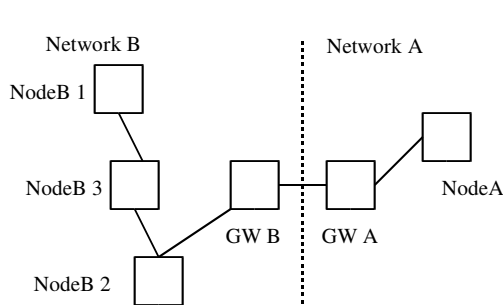 Network B
Network A
NodeB 1
NodeB 3
NodeA
GW B
GW A
NodeB 2